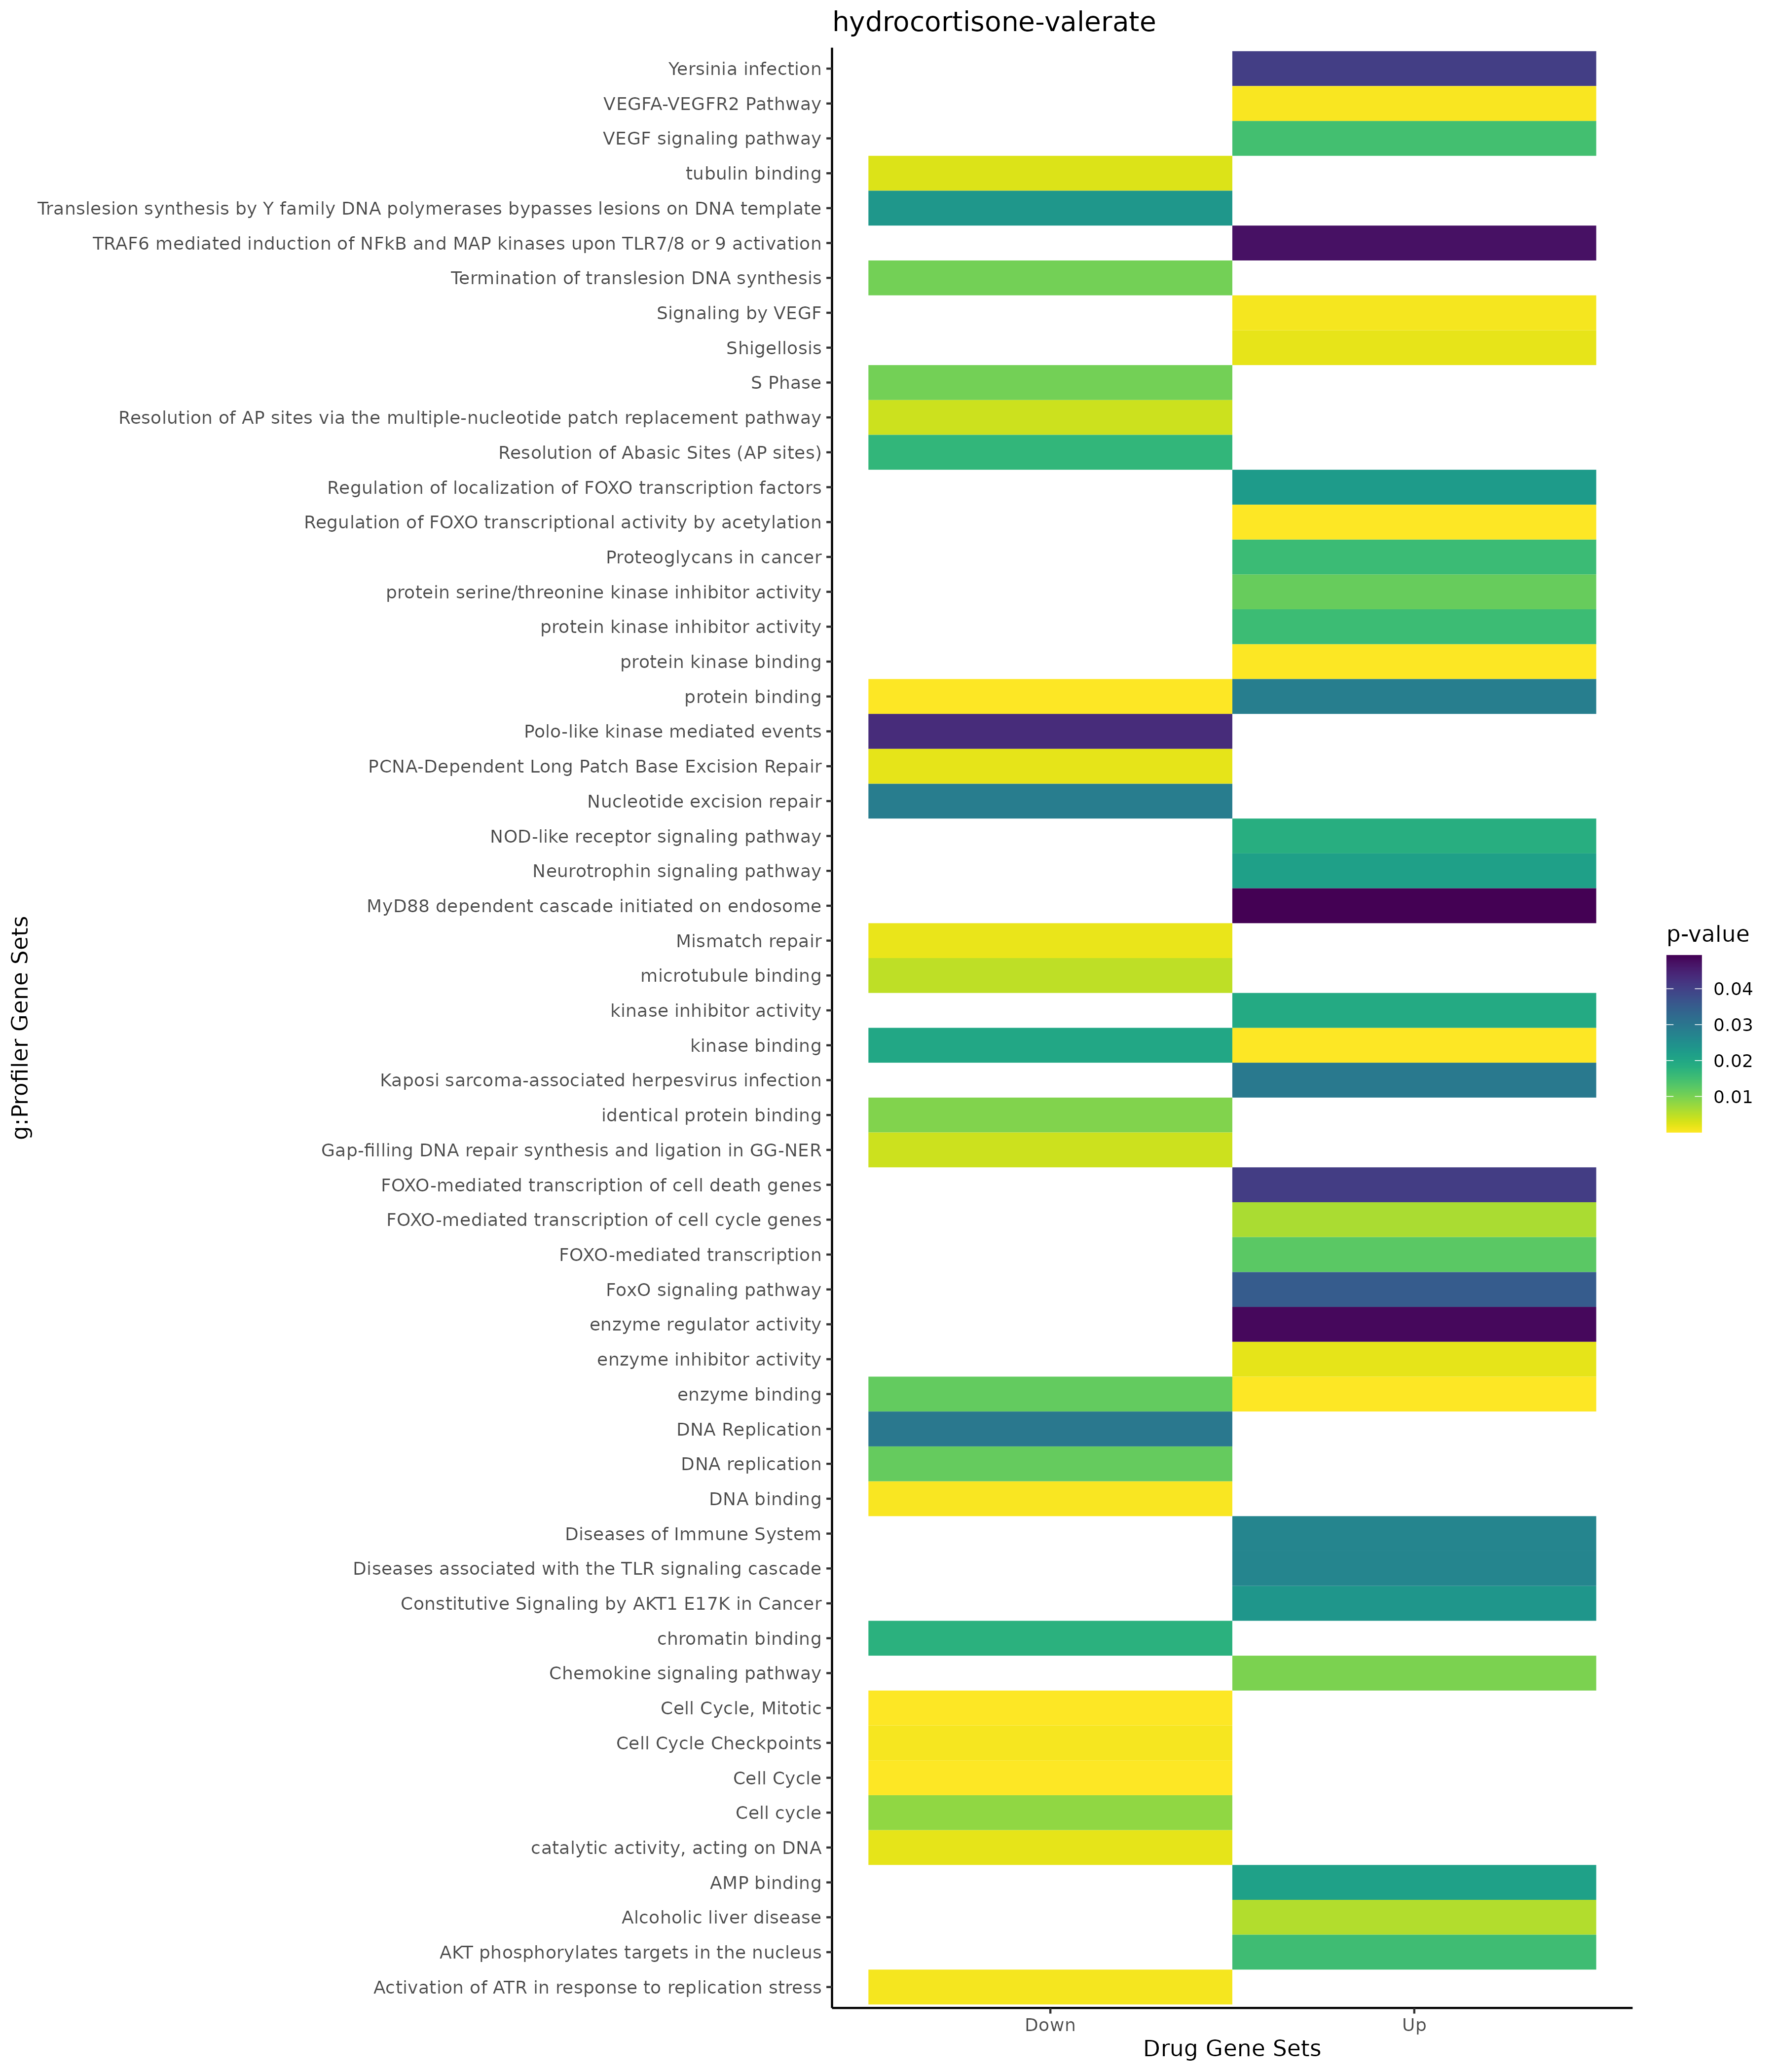 hydrocortisone-valerate
Yersinia infection
VEGFA-VEGFR2 Pathway
VEGF signaling pathway
tubulin binding
Translesion synthesis by Y family DNA polymerases bypasses lesions on DNA template
TRAF6 mediated induction of NFkB and MAP kinases upon TLR7/8 or 9 activation
Termination of translesion DNA synthesis
Signaling by VEGF
Shigellosis
S Phase
Resolution of AP sites via the multiple-nucleotide patch replacement pathway
Resolution of Abasic Sites (AP sites)
Regulation of localization of FOXO transcription factors
Regulation of FOXO transcriptional activity by acetylation
Proteoglycans in cancer
protein serine/threonine kinase inhibitor activity
protein kinase inhibitor activity
protein kinase binding
protein binding
Polo-like kinase mediated events
PCNA-Dependent Long Patch Base Excision Repair
Nucleotide excision repair
NOD-like receptor signaling pathway
Neurotrophin signaling pathway
MyD88 dependent cascade initiated on endosome
Mismatch repair
microtubule binding
kinase inhibitor activity
kinase binding
Kaposi sarcoma-associated herpesvirus infection
identical protein binding
Gap-filling DNA repair synthesis and ligation in GG-NER
FOXO-mediated transcription of cell death genes
FOXO-mediated transcription of cell cycle genes
FOXO-mediated transcription
FoxO signaling pathway
enzyme regulator activity
enzyme inhibitor activity
enzyme binding
DNA Replication
DNA replication
DNA binding
Diseases of Immune System
Diseases associated with the TLR signaling cascade
Constitutive Signaling by AKT1 E17K in Cancer
chromatin binding
Chemokine signaling pathway
Cell Cycle, Mitotic
Cell Cycle Checkpoints
Cell Cycle
Cell cycle
catalytic activity, acting on DNA
AMP binding
Alcoholic liver disease
AKT phosphorylates targets in the nucleus
Activation of ATR in response to replication stress
g:Profiler Gene Sets
Down
Up
Drug Gene Sets
p-value
0.04
0.03
0.02
0.01